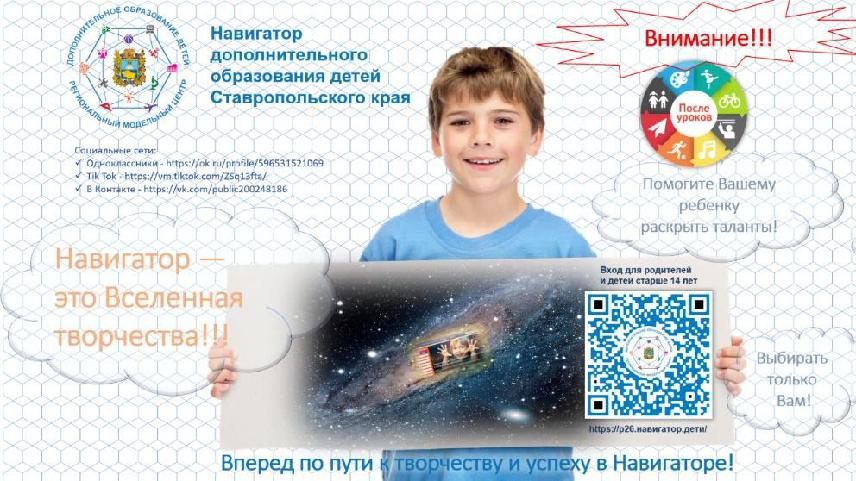 ДОПОЛНИТЕЛЬНОЕ ОБРАЗОВАНИЕ ДЕТЕЙ
РЕГИОНАЛЬНЫЙ МОДЕЛЬНЫЙ ЦЕНТР
Навигатор
дополнительного
образования детей
Ставропольского края
Социальные сети:
✓ Одноклассники - https://ok.ru/profile/596531521069
✓ Tik Tok - https://vm.tiktok.com/ZSq13fta/
✓ В Контакте - https://vk.com/public200248186
Внимание!!!
После
уроков
Помогите Вашему
ребенку
раскрыть таланты!
Навигатор —
это Вселенная
творчества!!!
Вход для родителей
и детей старше 14 лет
https://р26.навигатор.дети/
Выбирать
только
Вам!
Вперед по пути к творчеству и успеху в Навигаторе!